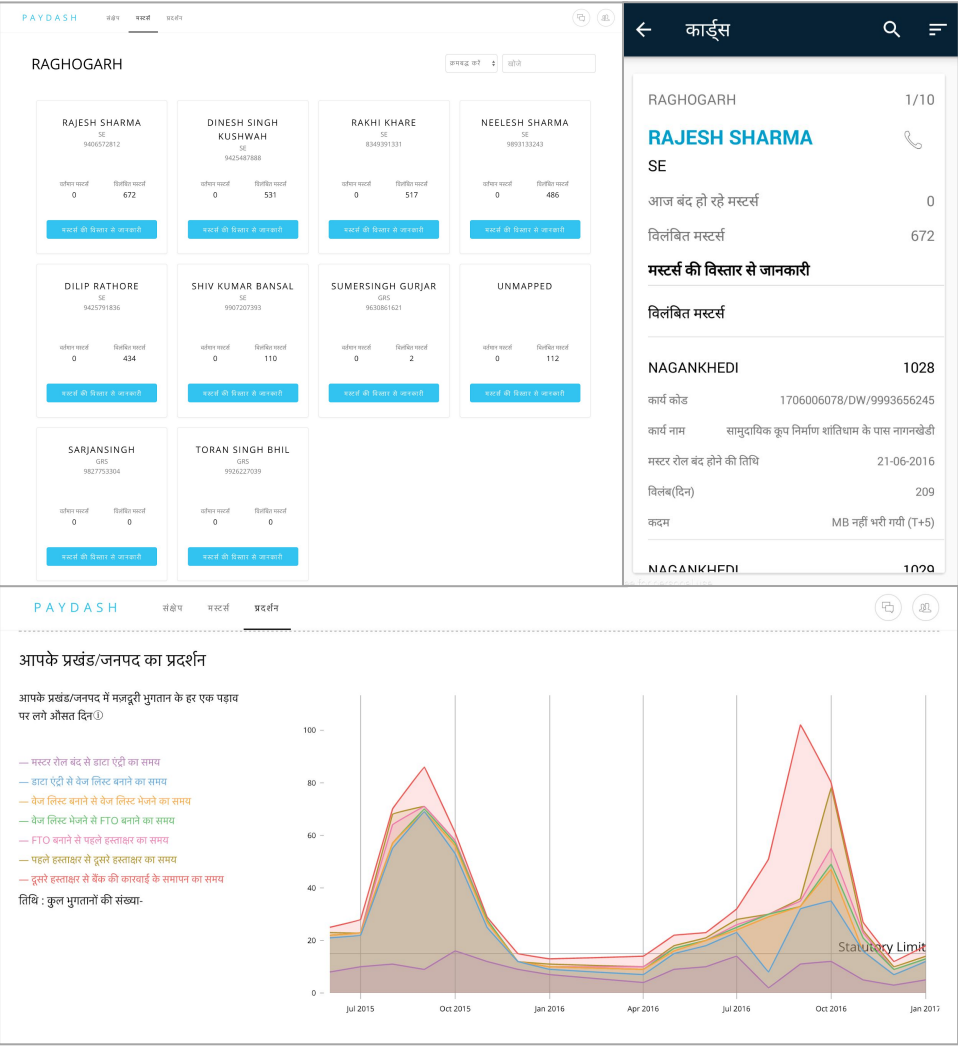 PAYDASH संक्षेप मस्टर्स प्रदर्शन
RAGHOGARH
क्रमबद्ध करें खोजें
RAJESH SHARMA
SE
9406572812
वर्तमान मस्टर्स विलंबित मस्टर्स
0 672
मस्टर्स की विस्तार से जानकारी
DINESH SINGH
KUSHWAH
SE
9425487888
वर्तमान मस्टर्स विलंबित मस्टर्स
0 531
मस्टर्स की विस्तार से जानकारी
RAKHI KHARE
SE
8349391331
वर्तमान मस्टर्स विलंबित मस्टर्स
0 517
मस्टर्स की विस्तार से जानकारी
NEELESH SHARMA
SE
9893133243
वर्तमान मस्टर्स विलंबित मस्टर्स
0 486
मस्टर्स की विस्तार से जानकारी
DILIP RATHORE
SE
9425791836
वर्तमान मस्टर्स विलंबित मस्टर्स
0 434
मस्टर्स की विस्तार से जानकारी
SHIV KUMAR BANSAL
SE
9907207393
वर्तमान मस्टर्स विलंबित मस्टर्स
0 110
मस्टर्स की विस्तार से जानकारी
SUMERSINGH GURJAR
GRS
9630861621
वर्तमान मस्टर्स विलंबित मस्टर्स
0 2
मस्टर्स की विस्तार से जानकारी
UNMAPPED
वर्तमान मस्टर्स विलंबित मस्टर्स
0 112
मस्टर्स की विस्तार से जानकारी
SARJANSINGH
GRS
9827753304
वर्तमान मस्टर्स विलंबित मस्टर्स
0 0
मस्टर्स की विस्तार से जानकारी
TORAN SINGH BHIL
GRS
9926227039
वर्तमान मस्टर्स विलंबित मस्टर्स
0 0
मस्टर्स की विस्तार से जानकारी
कार्ड्स
RAGHOGARH 1/10
RAJESH SHARMA
SE
आज बंद हो रहे मस्टर्स 0
विलंबित मस्टर्स 672
मस्टर्स की विस्तार से जानकारी
विलंबित मस्टर्स
NAGANKHEDI 1028
कार्य कोड 1706006078/DW/9993656245
कार्य नाम सामुदायिक कूप निर्माण शांतिधाम के पास नागनखेडी
मस्टर रोल बंद होने की तिथि 21-06-2016
विलंब(दिन) 209
कदम MB नहीं भरी गयी (T+5)
NAGANKHEDI 1029
PAYDASH संक्षेप मस्टर्स प्रदर्शन
आपके प्रखंड/जनपद का प्रदर्शन
आपके प्रखंड/जनपद में मज़दूरी भुगतान के हर एक पड़ाव
पर लगे औसत दिन
— मस्टर रोल बंद से डाटा एंट्री का समय
— डाटा एंट्री से वेज लिस्ट बनाने का समय
— वेज लिस्ट बनाने से वेज लिस्ट भेजने का समय
— वेज लिस्ट भेजने से FTO बनाने का समय
— FTO बनाने से पहले हस्ताक्षर का समय
— पहले हस्ताक्षर से दूसरे हस्ताक्षर का समय
— दूसरे हस्ताक्षर से बैंक की कारवाई के समापन का समय
तिथि : कुल भुगतानों की संख्या-
100
80
60
40
20
0
Statutory Limit
Jul 2015 Oct 2015 Jan 2016 Apr 2016 Jul 2016 Oct 2016 Jan 2017